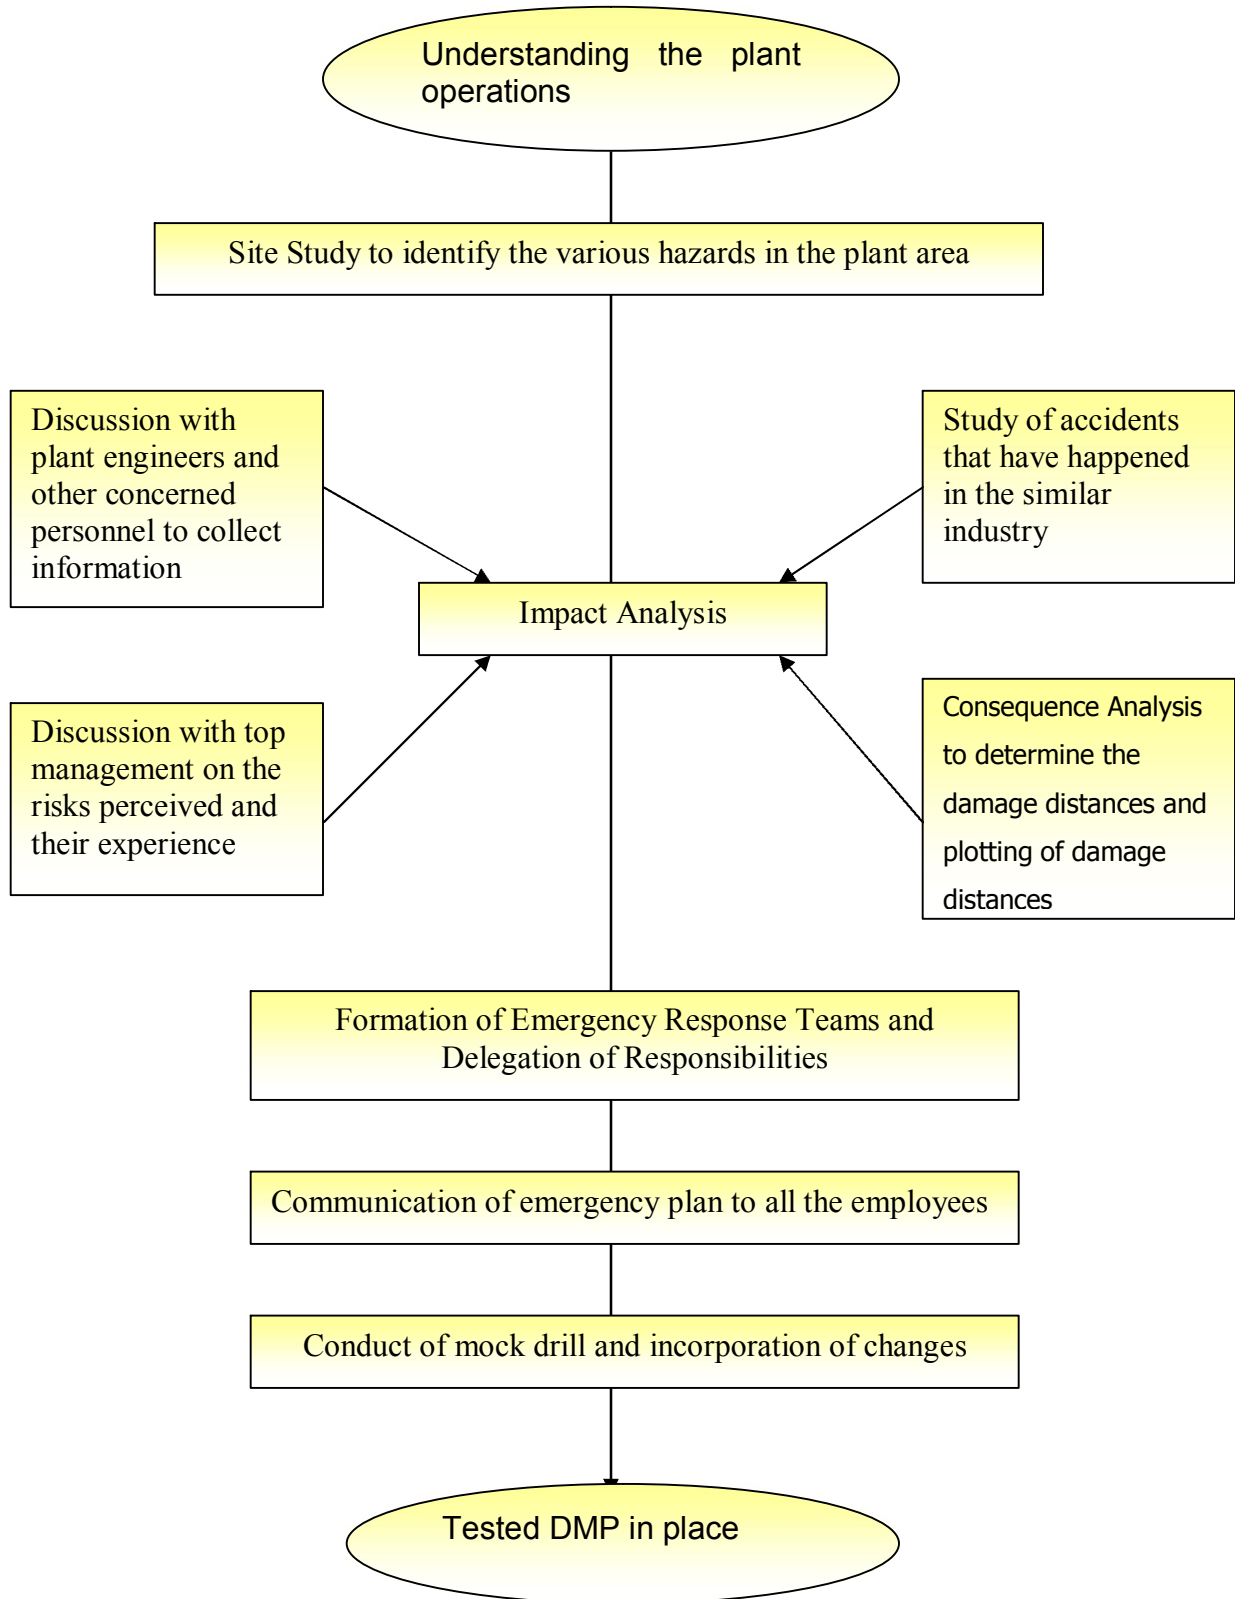 Understanding the plant
operations
Site Study to identify the various hazards in the plant area
Discussion with
plant engineers and
other concerned
personnel to collect
information
Study of accidents
that have happened
in the similar
industry
Impact Analysis
Discussion with top
management on the
risks perceived and
their experience
Consequence Analysis
to determine the
damage distances and
plotting of damage
distances
Formation of Emergency Response Teams and
Delegation of Responsibilities
Communication of emergency plan to all the employees
Conduct of mock drill and incorporation of changes
Tested DMP in place